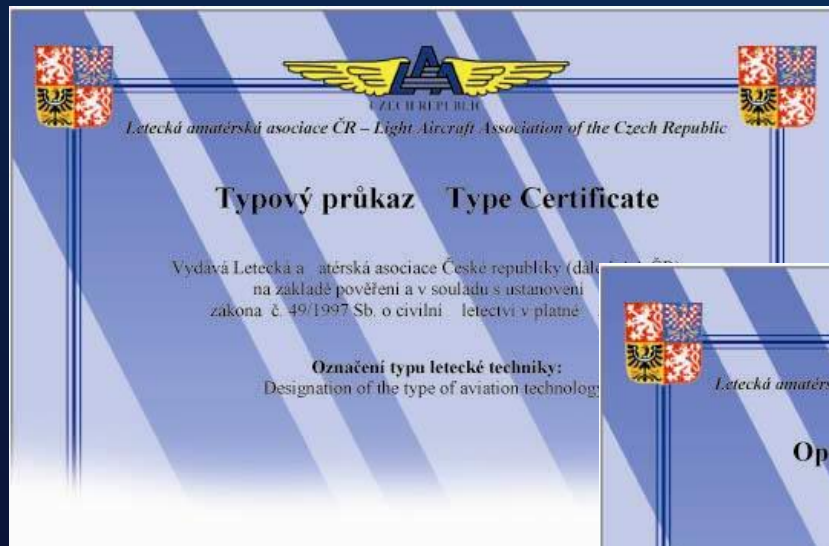 CZECH REPUBLIC
Letecká amatérská asociace ČR – Light Aircraft Association of the Czech Republic
Typový průkaz Type Certificate
Vydává Letecká a atérská asociace České republiky
na základě pověření a v souladu s ustanovení
zákona č. 49/1997 Sb. o civilní letectví v platné
Označení typu letecké techniky:
Designation of the type of aviation technology
Letecká amatérs
Op